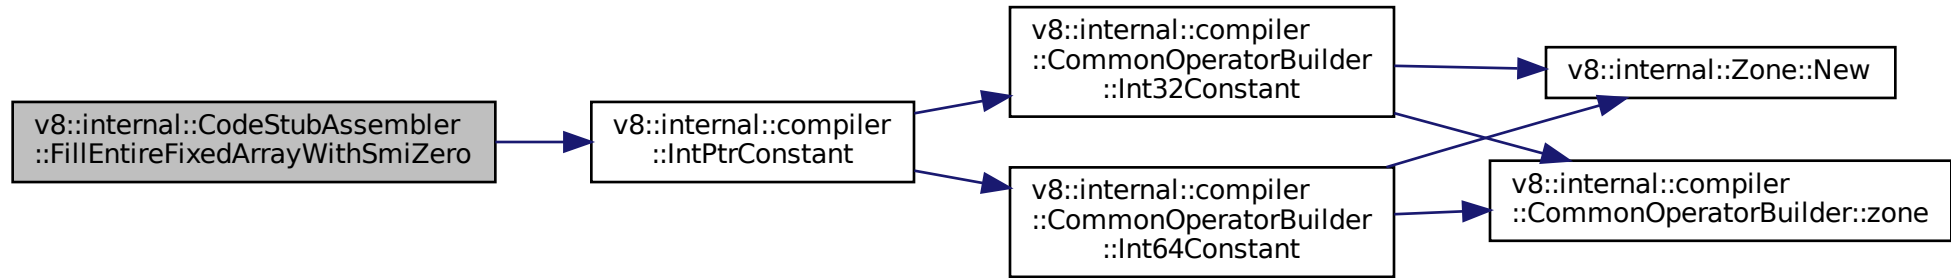 v8::internal::CodeStubAssembler
::FillEntireFixedArrayWithSmiZero
v8::internal::compiler
::IntPtrConstant
v8::internal::compiler
::CommonOperatorBuilder
::Int32Constant
v8::internal::compiler
::CommonOperatorBuilder
::Int64Constant
v8::internal::Zone::New
v8::internal::compiler
::CommonOperatorBuilder::zone